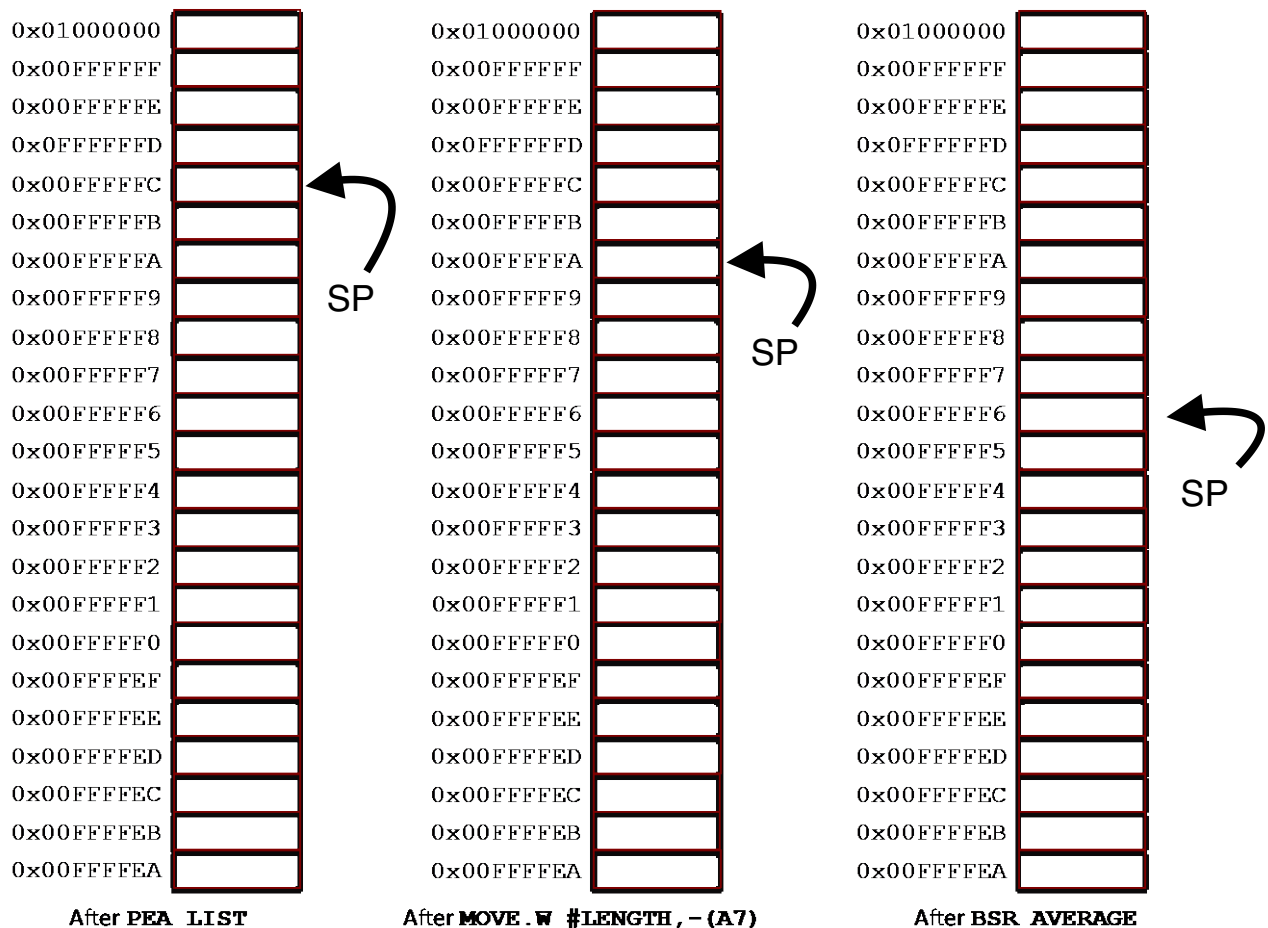 0x01000000
0x00FFFFFF
0x00FFFFFE
0x0FFFFFFD
0x00FFFFFC
0x00FFFFFB
0x00FFFFFA
0x00FFFFF9
0x00FFFFF8
0x00FFFFF7
0x00FFFFF6
0x00FFFFF5
0x00FFFFF4
0x00FFFFF3
0x00FFFFF2
0x00FFFFF1
0x00FFFFF0
0x00FFFFEF
0x00FFFFEE
0x00FFFFED
0x00FFFFEC
0x00FFFFEB
0x00FFFFEA
SP
After PEA LIST
0x01000000
0x00FFFFFF
0x00FFFFFE
0x0FFFFFFD
0x00FFFFFC
0x00FFFFFB
0x00FFFFFA
0x00FFFFF9
0x00FFFFF8
0x00FFFFF7
0x00FFFFF6
0x00FFFFF5
0x00FFFFF4
0x00FFFFF3
0x00FFFFF2
0x00FFFFF1
0x00FFFFF0
0x00FFFFEF
0x00FFFFEE
0x00FFFFED
0x00FFFFEC
0x00FFFFEB
0x00FFFFEA
SP
After MOVE.W #LENGTH,-(A7)
0x01000000
0x00FFFFFF
0x00FFFFFE
0x0FFFFFFD
0x00FFFFFC
0x00FFFFFB
0x00FFFFFA
0x00FFFFF9
0x00FFFFF8
0x00FFFFF7
0x00FFFFF6
0x00FFFFF5
0x00FFFFF4
0x00FFFFF3
0x00FFFFF2
0x00FFFFF1
0x00FFFFF0
0x00FFFFEF
0x00FFFFEE
0x00FFFFED
0x00FFFFEC
0x00FFFFEB
0x00FFFFEA
SP
After BSR AVERAGE